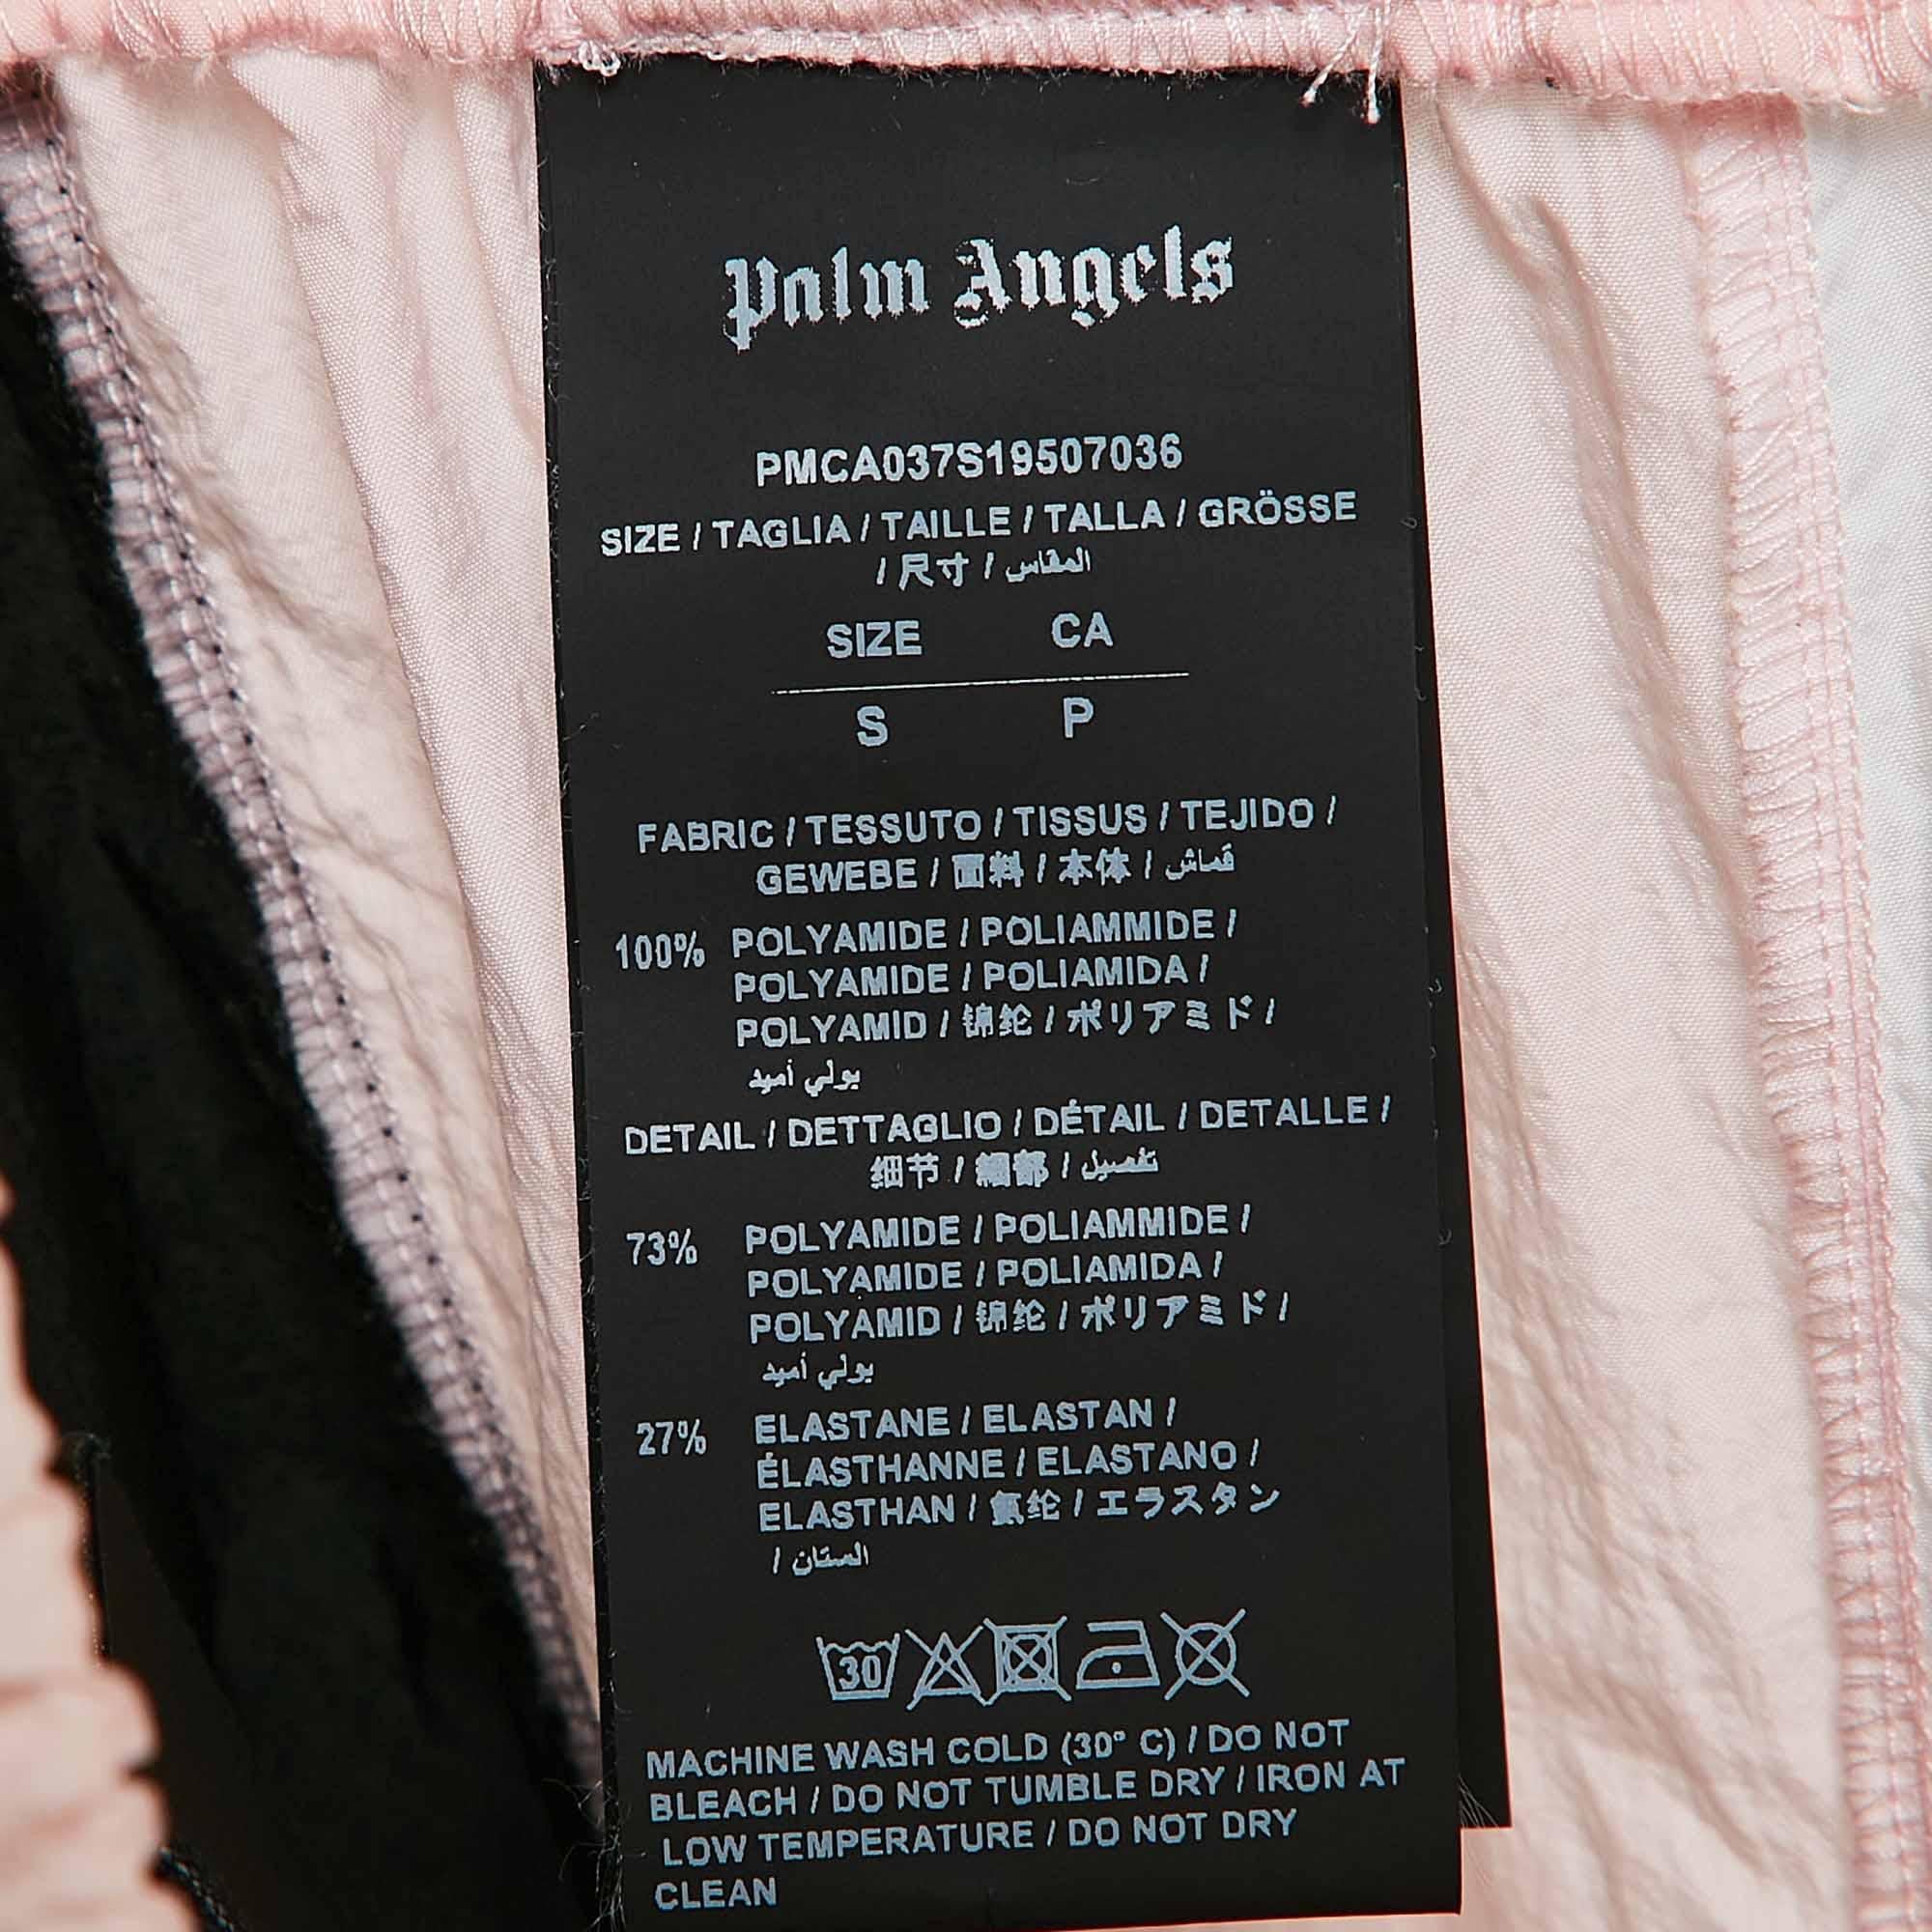 Palm Angels
PMCA037S19507036
SIZE / TAGLIA / TAILLE / TALLA / GRÖSSE
/ 尺寸 / المقاس
SIZE CA
S P
FABRIC / TESSUTO / TISSUS / TEJIDO /
GEWEBE / 面料 / 本体 / قماش
100% POLYAMIDE / POLIAMMIDE /
POLYAMIDE / POLIAMIDA /
POLYAMID / 锦纶 / ポリアミド /
بولي أميد
DETAIL / DETTAGLIO / DÉTAIL / DETALLE /
细节 / 細部 / تفصيل
73% POLYAMIDE / POLIAMMIDE /
POLYAMIDE / POLIAMIDA /
POLYAMID / 锦纶 / ポリアミド /
بولي أميد
27% ELASTANE / ELASTAN /
ÉLASTHANNE / ELASTANO /
ELASTHAN / 氨纶 / エラスタン
/ الستان
30
MACHINE WASH COLD (30° C) / DO NOT
BLEACH / DO NOT TUMBLE DRY / IRON AT
LOW TEMPERATURE / DO NOT DRY
CLEAN